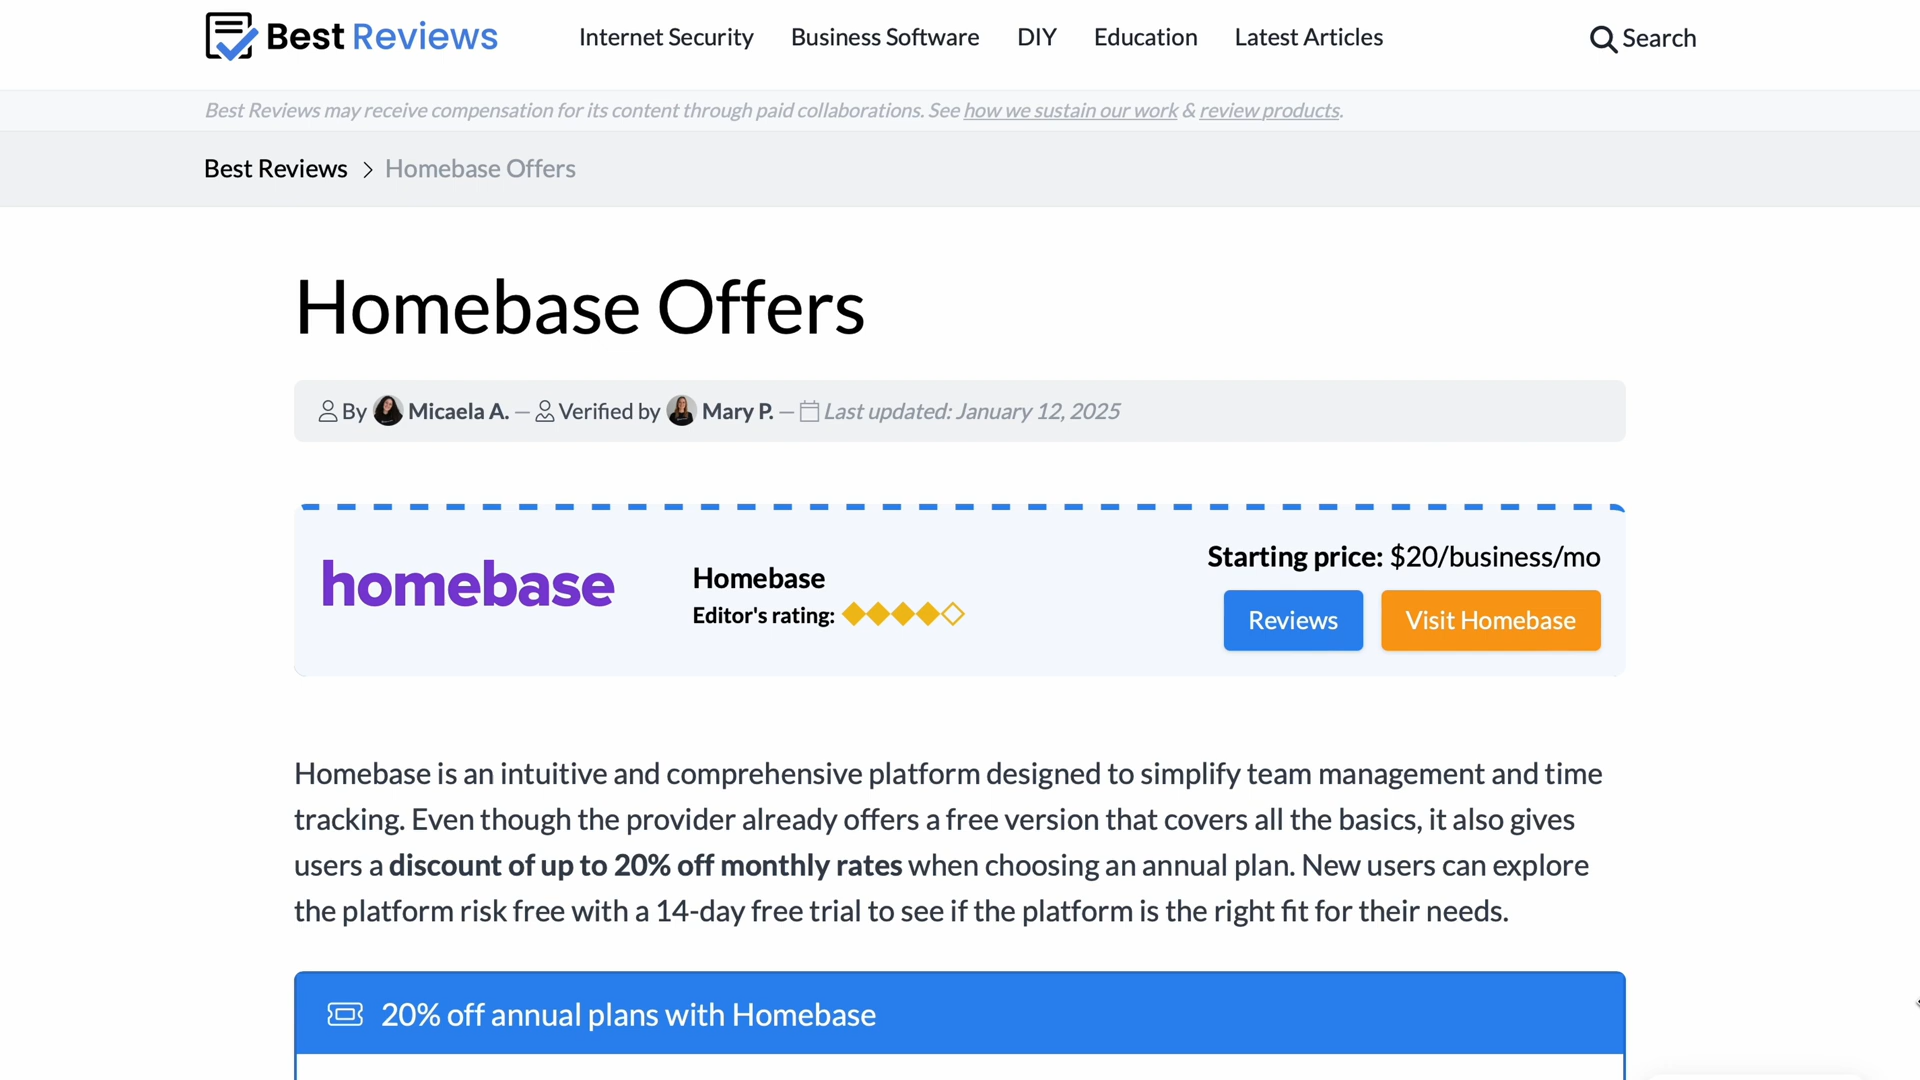 Best Reviews
Internet Security
Business Software
DIY
Education
Latest Articles
Search
Best Reviews may receive compensation for its content through paid collaborations. See how we sustain our work & review products.
Best Reviews > Homebase Offers
Homebase Offers
By Micaela A. — Verified by Mary P. — Last updated: January 12, 2025
homebase
Homebase
Editor's rating:
Starting price: $20/business/mo
Reviews
Visit Homebase
Homebase is an intuitive and comprehensive platform designed to simplify team management and time
tracking. Even though the provider already offers a free version that covers all the basics, it also gives
users a discount of up to 20% off monthly rates when choosing an annual plan. New users can explore
the platform risk free with a 14-day free trial to see if the platform is the right fit for their needs.
20% off annual plans with Homebase